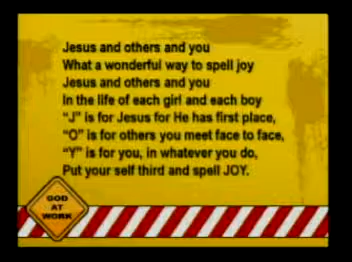 Jesus and others and you
What a wonderful way to spell joy
Jesus and others and you
In the life of each girl and each boy
"J" is for Jesus for He has first place,
"O" is for others you meet face to face,
"Y" is for you, in whatever you do,
Put your self third and spell JOY.
GOD
AT
WORK